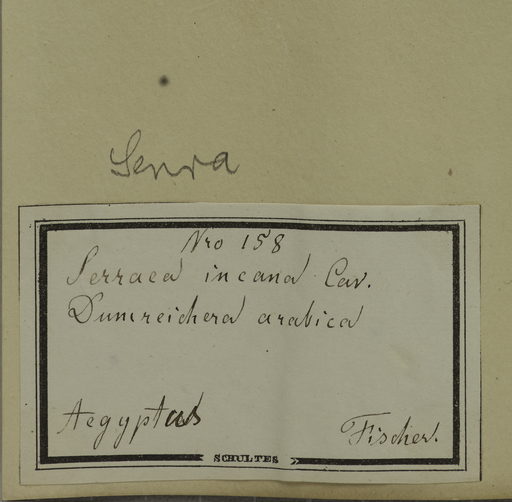 Senra
Nro 158
Serraea incana Cav.
Dumreichera arabica
Aegyptus
Fischer.
SCHULTES